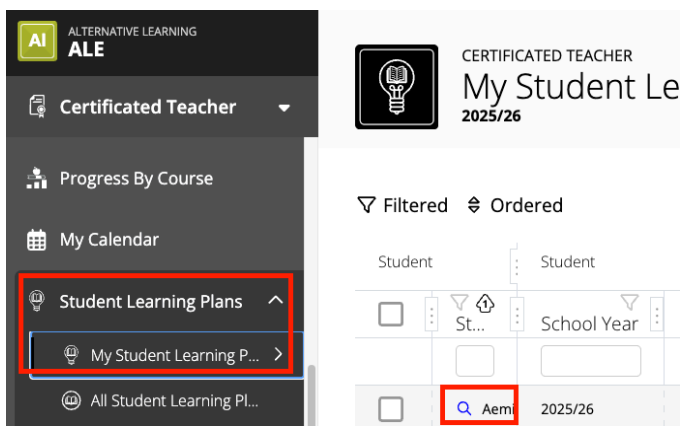 AI
ALTERNATIVE LEARNING
ALE
Certificated Teacher
Progress By Course
My Calendar
Student Learning Plans
My Student Learning P...
All Student Learning Pl...
CERTIFICATED TEACHER
My Student Le
2025/26
Filtered Ordered
Student Student
1
St... School Year
Aemi 2025/26